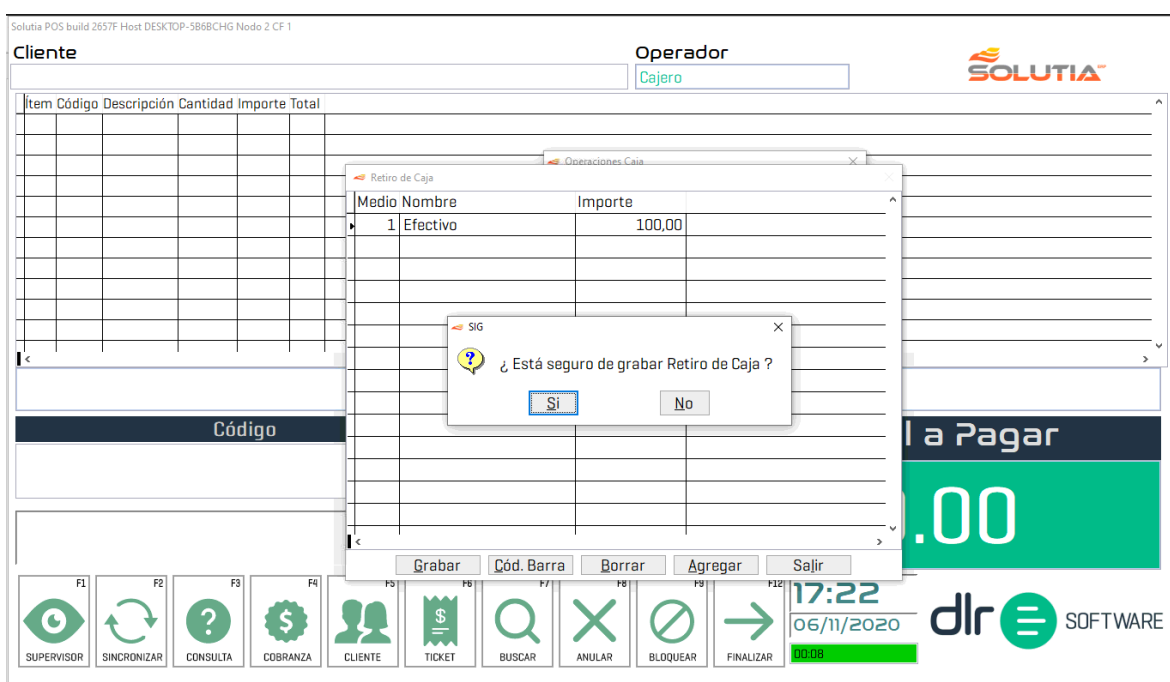 Solutia POS build 2657F Host DESKTOP-5B6BCHG Nodo 2 CF 1
Cliente
Operador
Cajero
SOLUTIA
Ítem Código Descripción Cantidad Importe Total
Operaciones Caja
Retiro de Caja
Medio Nombre Importe
1 Efectivo 100,00
SIG
¿ Está seguro de grabar Retiro de Caja ?
Si No
Código
a Pagar
.00
Grabar Cód. Barra Borrar Agregar Salir
F1 F2 F3 F4 F5 F6 F7 F8 F9 F12
SUPERVISOR SINCRONIZAR CONSULTA COBRANZA CLIENTE TICKET BUSCAR ANULAR BLOQUEAR FINALIZAR
17:22
06/11/2020
00:08
dlr SOFTWARE